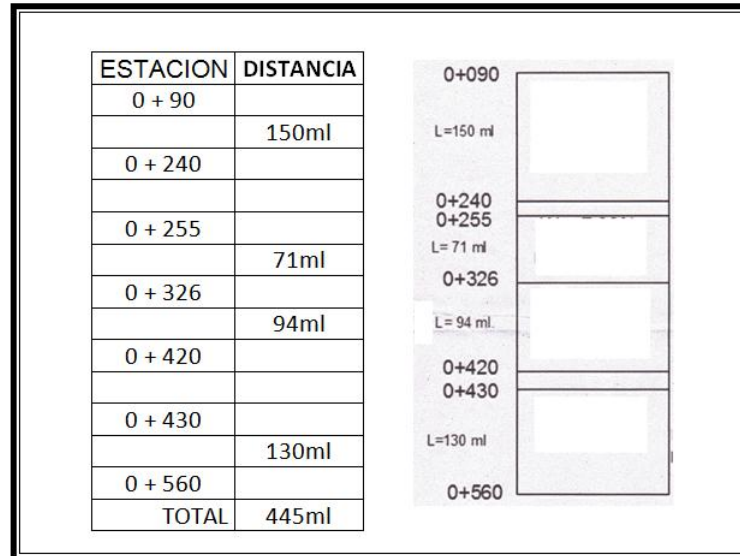 ESTACION DISTANCIA
0 + 90
150ml
0 + 240
0 + 255
71ml
0 + 326
94ml
0 + 420
0 + 430
130ml
0 + 560
TOTAL 445ml
0+090
L=150 ml
0+240
0+255
L= 71 ml
0+326
L= 94 ml.
0+420
0+430
L=130 ml
0+560